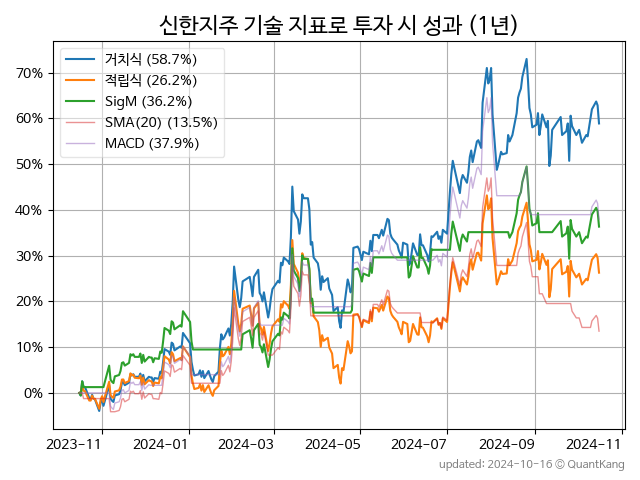 신한지주 기술 지표로 투자 시 성과 (1년)
거치식 (58.7%)
적립식 (26.2%)
SigM (36.2%)
SMA(20) (13.5%)
MACD (37.9%)
70%
60%
50%
40%
30%
20%
10%
0%
2023-11 2024-01 2024-03 2024-05 2024-07 2024-09 2024-11
updated: 2024-10-16 © QuantKang